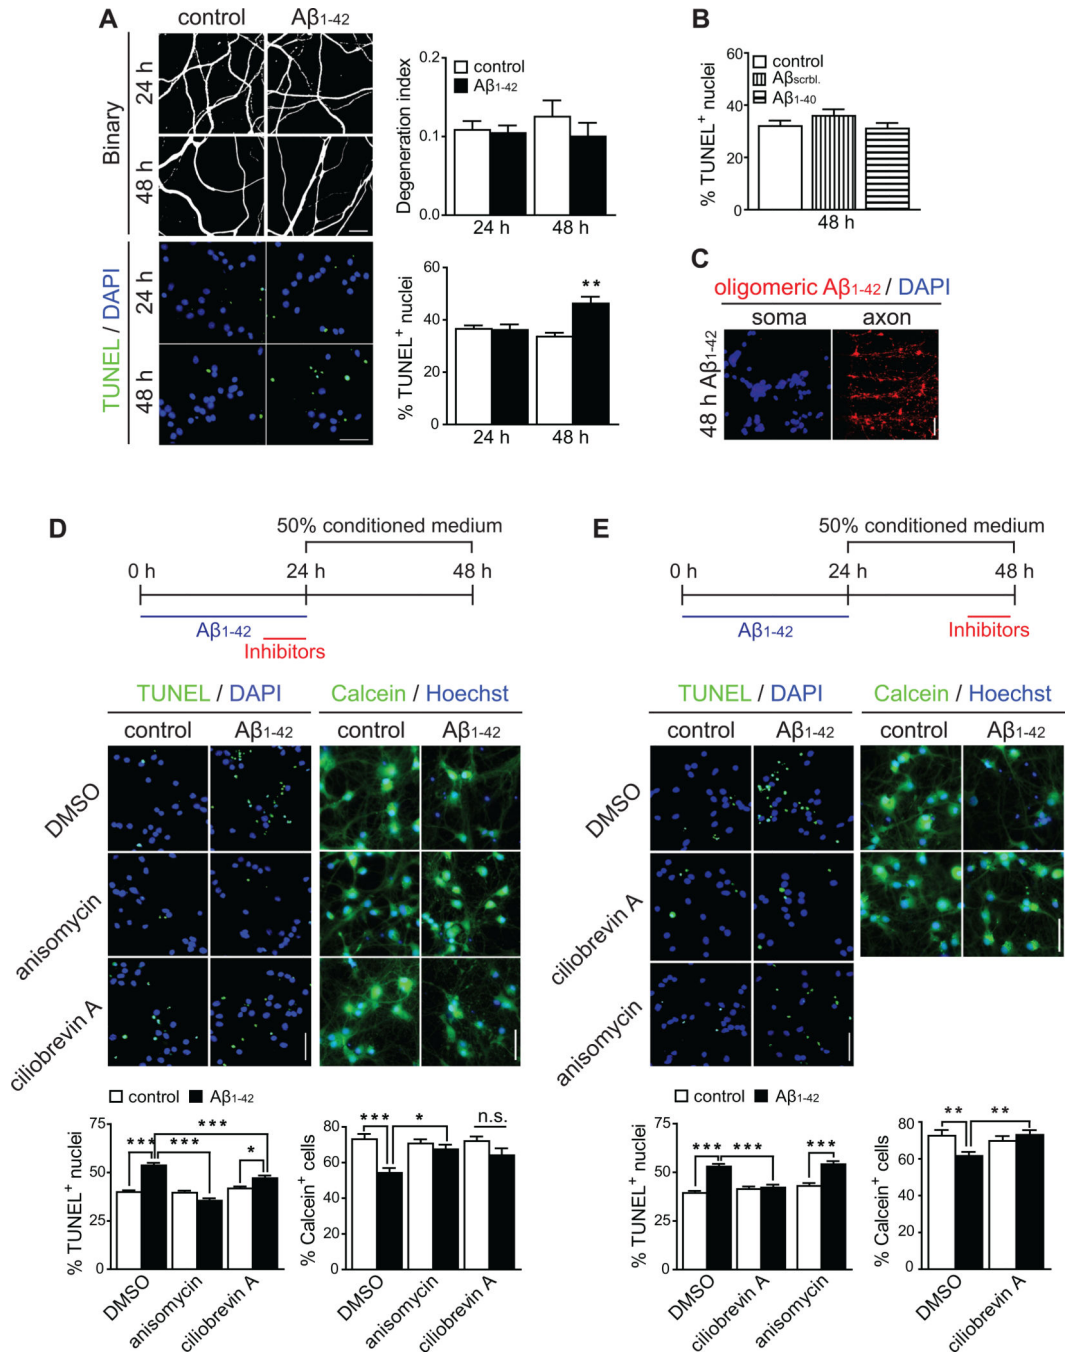 A
control Aβ1-42
Binary
24 h
48 h
TUNEL / DAPI
24 h
48 h
Degeneration index
0.2
0.1
0.0
control
Aβ1-42
24 h 48 h
% TUNEL+ nuclei
60
40
20
0
**
24 h 48 h
B
% TUNEL+ nuclei
60
40
20
0
control
Aβscrbl.
Aβ1-40
48 h
C
oligomeric Aβ1-42 / DAPI
soma axon
48 h Aβ1-42
D
50% conditioned medium
0 h 24 h 48 h
Aβ1-42
Inhibitors
TUNEL / DAPI Calcein / Hoechst
control Aβ1-42 control Aβ1-42
DMSO
anisomycin
ciliobrevin A
control Aβ1-42
% TUNEL+ nuclei
75
50
25
0
***
*** ***
*
DMSO
anisomycin
ciliobrevin A
% Calcein+ cells
80
60
40
20
0
*** * n.s.
DMSO
anisomycin
ciliobrevin A
E
50% conditioned medium
0 h 24 h 48 h
Aβ1-42
Inhibitors
TUNEL / DAPI Calcein / Hoechst
control Aβ1-42 control Aβ1-42
DMSO
ciliobrevin A
anisomycin
control Aβ1-42
% TUNEL+ nuclei
75
50
25
0
*** *** ***
DMSO
ciliobrevin A
anisomycin
% Calcein+ cells
80
60
40
20
0
** **
DMSO
ciliobrevin A